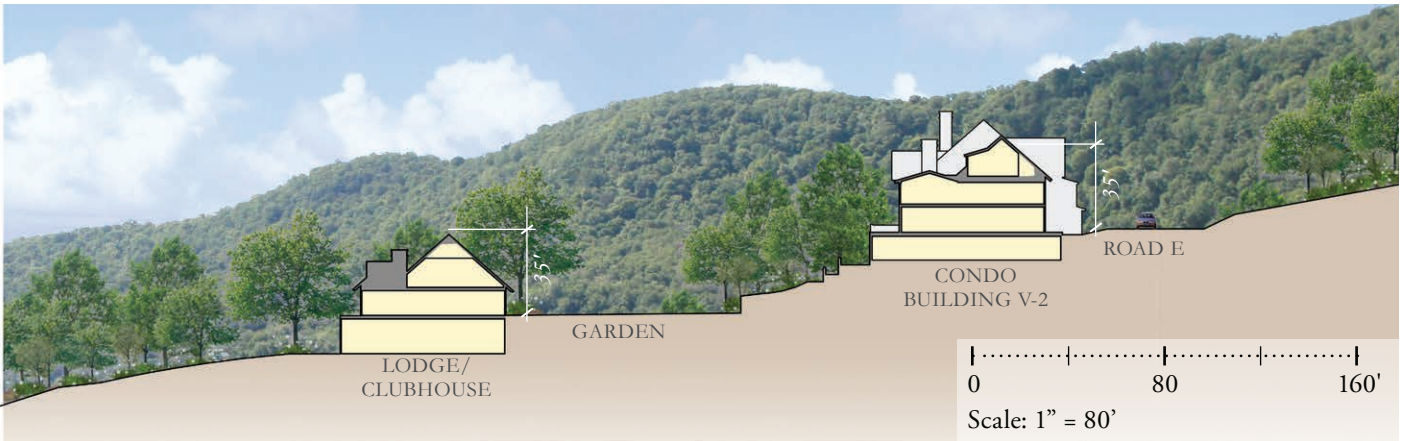 35'
35'
ROAD E
CONDO
BUILDING V-2
GARDEN
LODGE/
CLUBHOUSE
0 80 160'
Scale: 1” = 80’